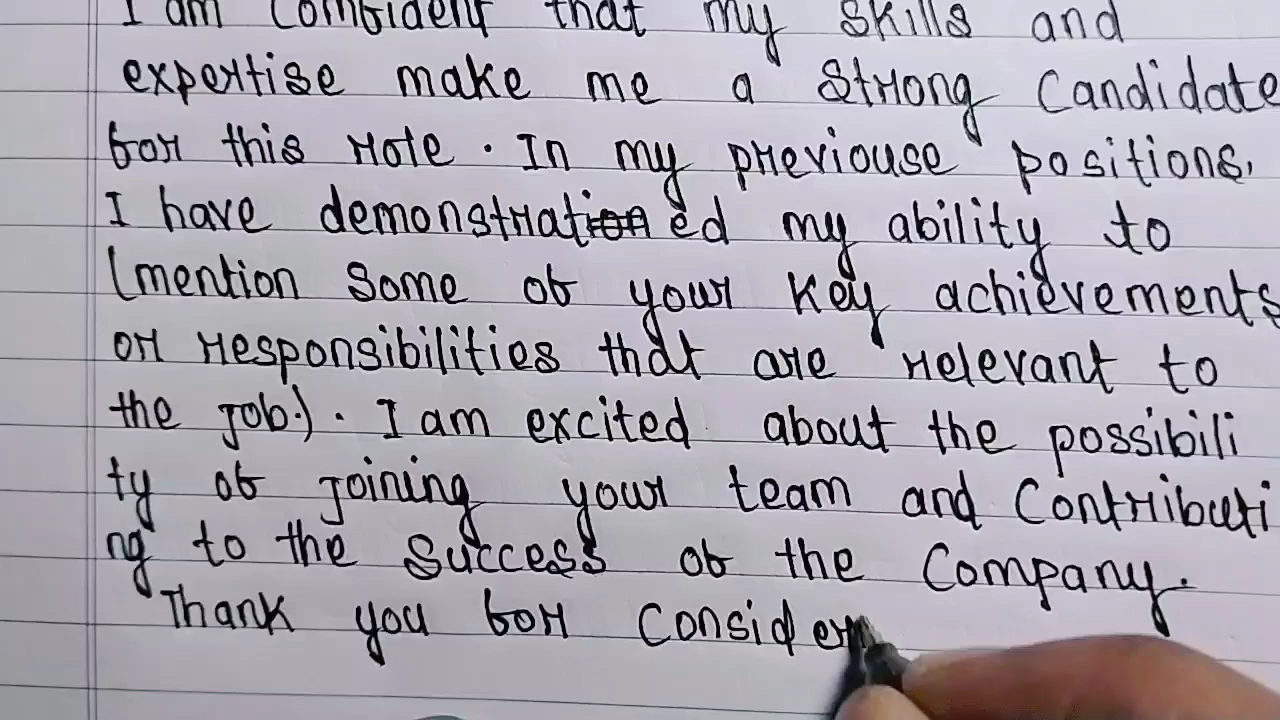 I am confident that my skills and
expertise make me a strong candidate
for this role. In my previouse positions,
I have demonstrationed my ability to
(mention some of your key achievements
or responsibilities that are relevant to
the job.). I am excited about the possibili
ty of joining your team and contributi
ng to the success of the company.
Thank you for consider